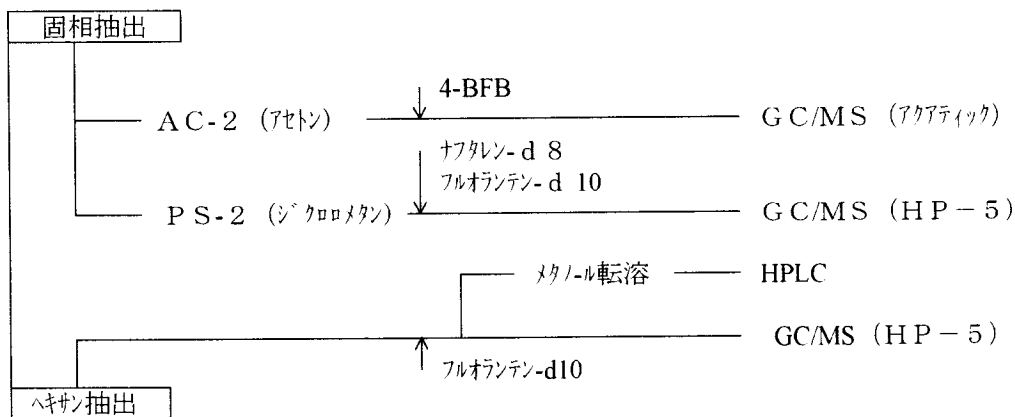 固相抽出
4-BFB
AC-2 (ｱｾﾄﾝ) GC/MS (ｱｸｱﾃｨｯｸ)
ﾅﾌﾀﾚﾝ-d 8
ﾌﾙｵﾗﾝﾃﾝ-d 10
PS-2 (ｼﾞｸﾛﾛﾒﾀﾝ) GC/MS (HP-5)
ﾒﾀﾉｰﾙ転溶 HPLC
GC/MS (HP-5)
ﾌﾙｵﾗﾝﾃﾝ-d10
ﾍｷｻﾝ抽出